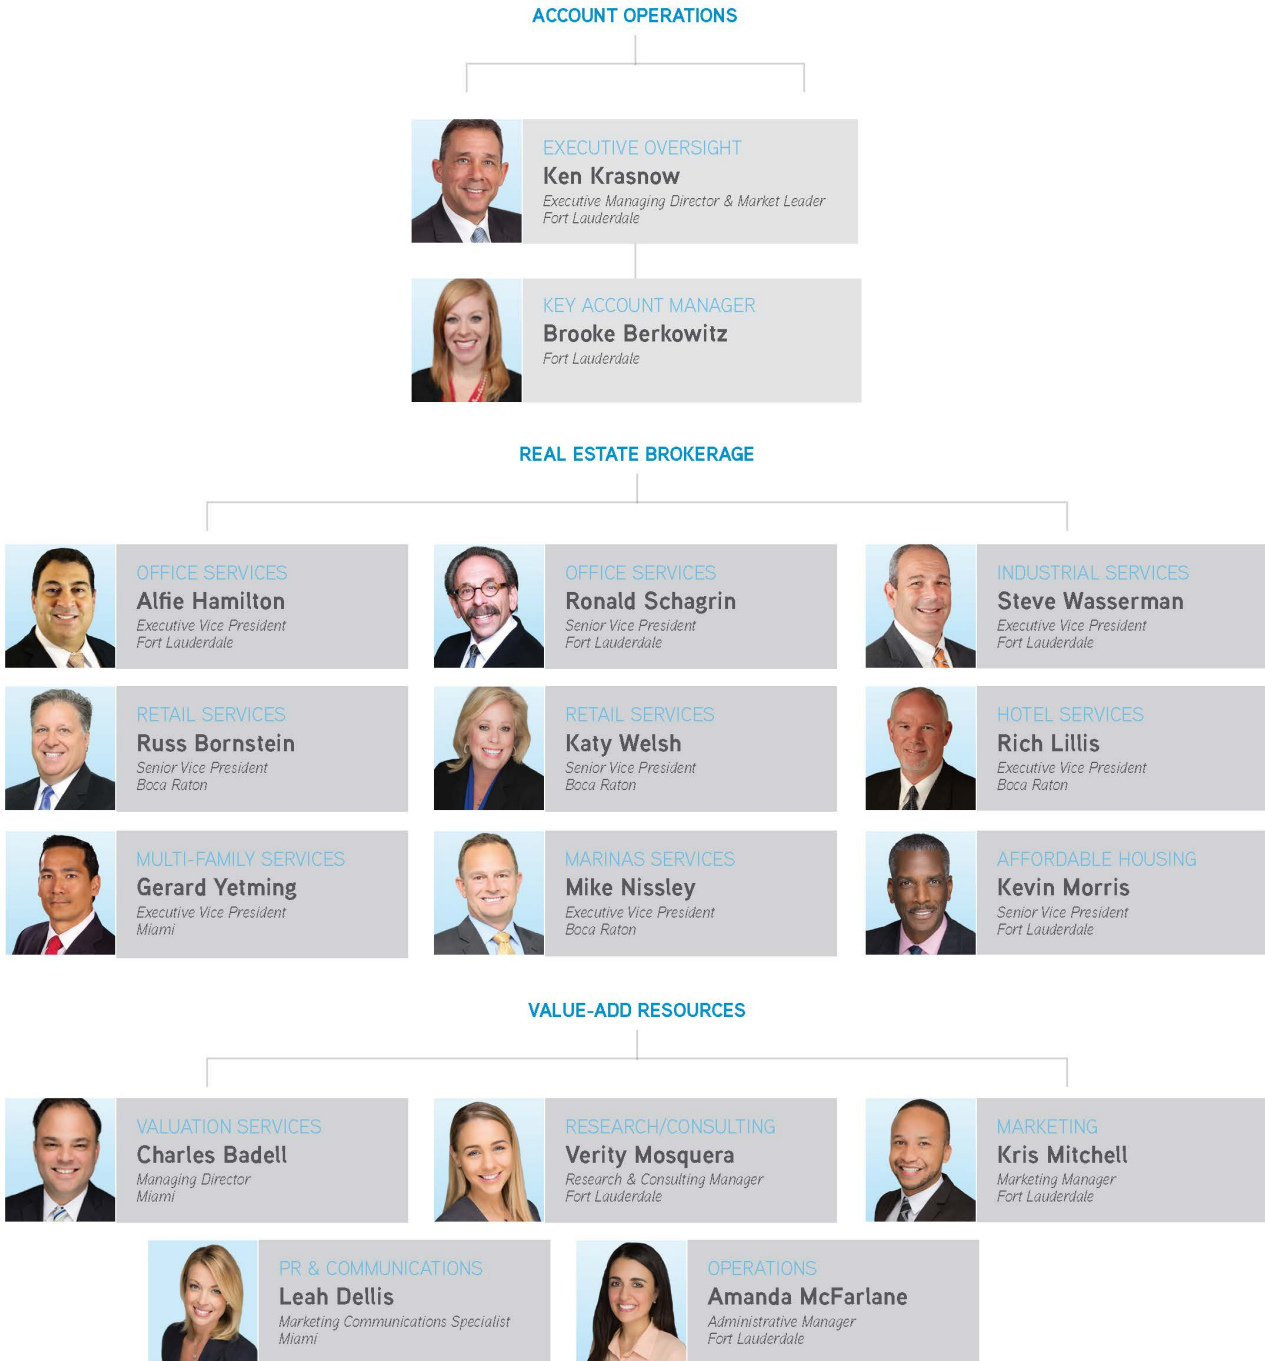 ACCOUNT OPERATIONS
EXECUTIVE OVERSIGHT
Ken Krasnow
Executive Managing Director & Market Leader
Fort Lauderdale
KEY ACCOUNT MANAGER
Brooke Berkowitz
Fort Lauderdale
REAL ESTATE BROKERAGE
OFFICE SERVICES
Alfie Hamilton
Executive Vice President
Fort Lauderdale
OFFICE SERVICES
Ronald Schagrin
Senior Vice President
Fort Lauderdale
INDUSTRIAL SERVICES
Steve Wasserman
Executive Vice President
Fort Lauderdale
RETAIL SERVICES
Russ Bornstein
Senior Vice President
Boca Raton
RETAIL SERVICES
Katy Welsh
Senior Vice President
Boca Raton
HOTEL SERVICES
Rich Lillis
Executive Vice President
Boca Raton
MULTI-FAMILY SERVICES
Gerard Yetming
Executive Vice President
Miami
MARINAS SERVICES
Mike Nissley
Executive Vice President
Boca Raton
AFFORDABLE HOUSING
Kevin Morris
Senior Vice President
Fort Lauderdale
VALUE-ADD RESOURCES
VALUATION SERVICES
Charles Badell
Managing Director
Miami
RESEARCH/CONSULTING
Verity Mosquera
Research & Consulting Manager
Fort Lauderdale
MARKETING
Kris Mitchell
Marketing Manager
Fort Lauderdale
PR & COMMUNICATIONS
Leah Dellis
Marketing Communications Specialist
Miami
OPERATIONS
Amanda McFarlane
Administrative Manager
Fort Lauderdale